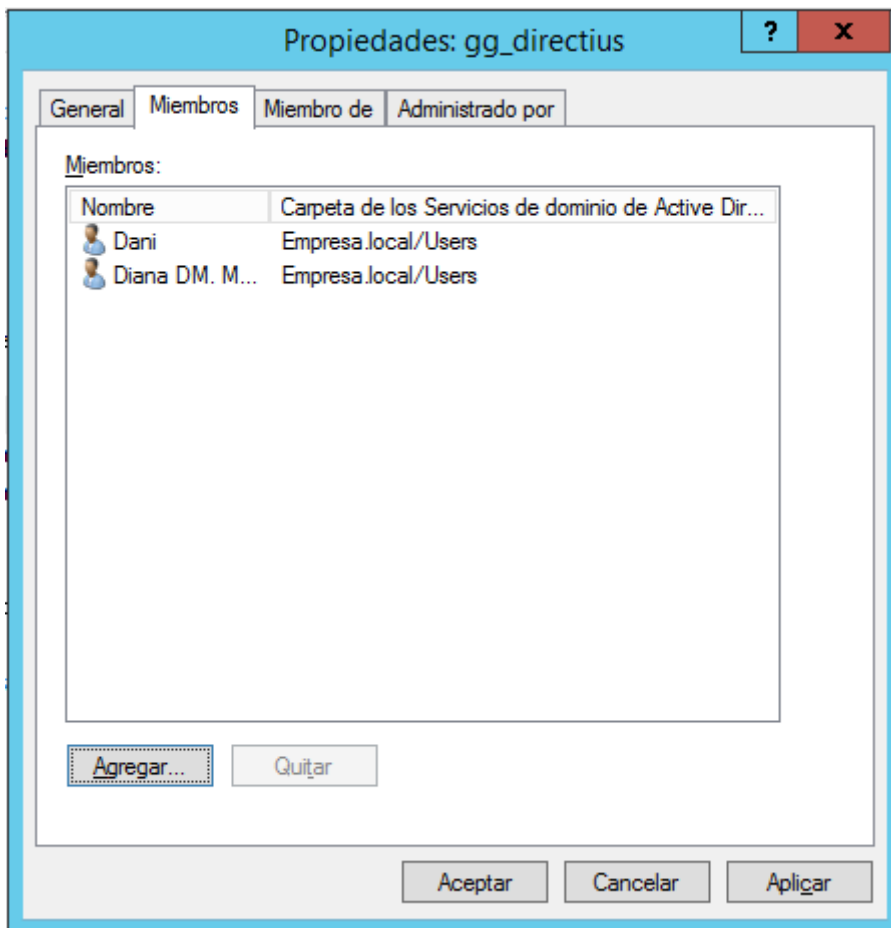 Propiedades: gg_directius ? x
General Miembros Miembro de Administrado por
Miembros:
Nombre Carpeta de los Servicios de dominio de Active Dir...
Dani Empresa.local/Users
Diana DM. M... Empresa.local/Users
Agregar... Quitar
Aceptar Cancelar Aplicar